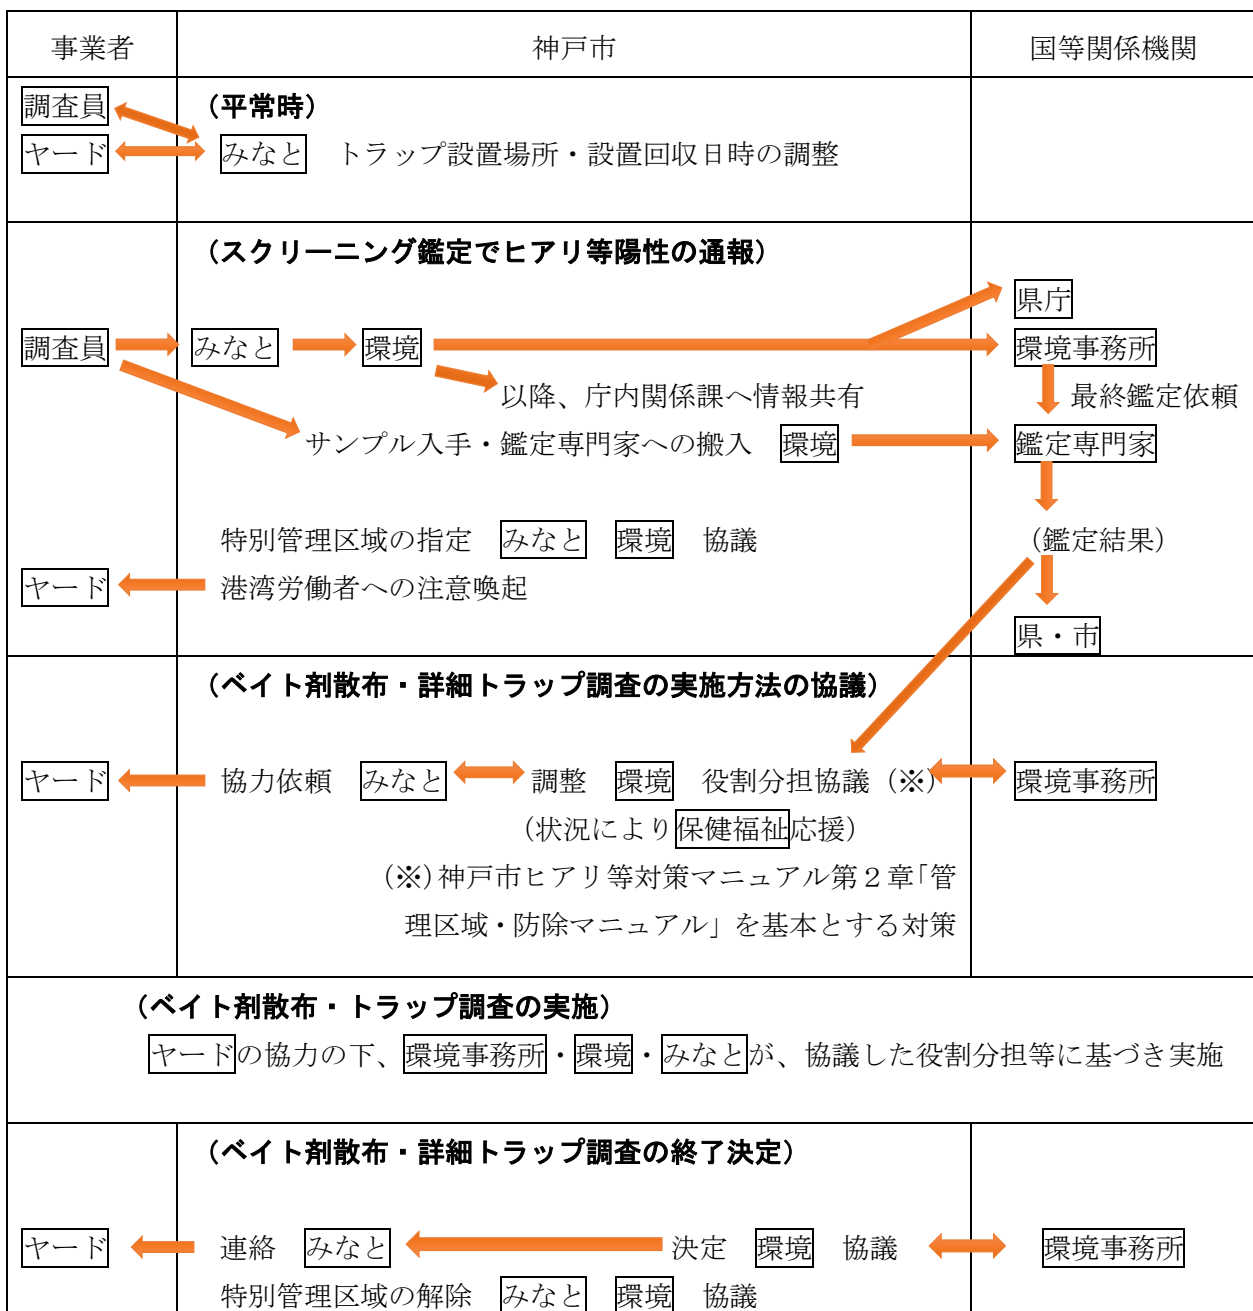 事業者 神戸市 国等関係機関
調査員 (平常時)
ヤード みなと トラップ設置場所・設置回収日時の調整
(スクリーニング鑑定でヒアリ等陽性の通報)
県庁
調査員 みなと 環境 環境事務所
以降、庁内関係課へ情報共有 最終鑑定依頼
サンプル入手・鑑定専門家への搬入 環境 鑑定専門家
特別管理区域の指定 みなと 環境 協議 (鑑定結果)
ヤード 港湾労働者への注意喚起
県・市
(ベイト剤散布・詳細トラップ調査の実施方法の協議)
ヤード 協力依頼 みなと 調整 環境 役割分担協議(※) 環境事務所
(状況により保健福祉応援)
(※)神戸市ヒアリ等対策マニュアル第2章「管
理区域・防除マニュアル」を基本とする対策
(ベイト剤散布・トラップ調査の実施)
ヤードの協力の下、環境事務所・環境・みなとが、協議した役割分担等に基づき実施
(ベイト剤散布・詳細トラップ調査の終了決定)
ヤード 連絡 みなと 決定 環境 協議 環境事務所
特別管理区域の解除 みなと 環境 協議